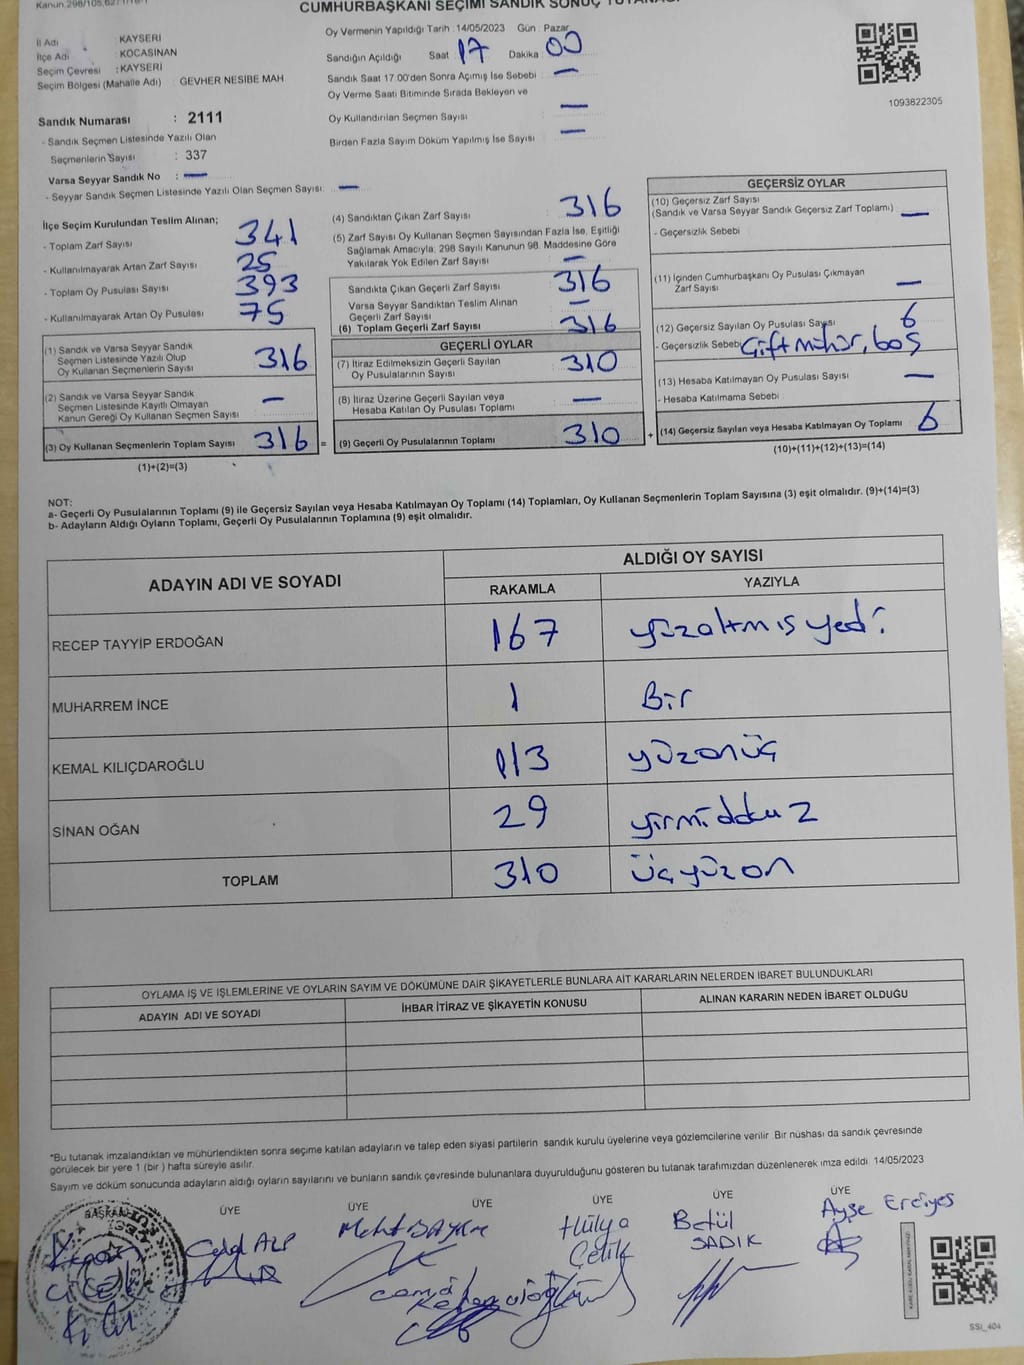 Kanun 298/105,627/116-1
CUMHURBAŞKANI SEÇİMİ SANDIK SONUÇ TUTANAĞI
İl Adı : KAYSERİ
İlçe Adı : KOCASİNAN
Seçim Çevresi : KAYSERİ
Seçim Bölgesi (Mahalle Adı) : GEVHER NESİBE MAH
Sandık Numarası : 2111
- Sandık Seçmen Listesinde Yazılı Olan
Seçmenlerin Sayısı : 337
Varsa Seyyar Sandık No : —
- Seyyar Sandık Seçmen Listesinde Yazılı Olan Seçmen Sayısı: —
Oy Vermenin Yapıldığı Tarih : 14/05/2023 Gün : Pazar
Sandığın Açıldığı Saat 17 Dakika 00
Sandık Saat 17.00'den Sonra Açımış İse Sebebi : —
Oy Verme Saati Bitiminde Sırada Bekleyen ve
Oy Kullandırılan Seçmen Sayısı : —
Birden Fazla Sayım Döküm Yapılmış İse Sayısı : —
1093822305
İlçe Seçim Kurulundan Teslim Alınan;
- Toplam Zarf Sayısı : 341
- Kullanılmayarak Artan Zarf Sayısı : 25
- Toplam Oy Pusulası Sayısı : 393
- Kullanılmayarak Artan Oy Pusulası : 75
(1) Sandık ve Varsa Seyyar Sandık
Seçmen Listesinde Yazılı Olup
Oy Kullanan Seçmenlerin Sayısı : 316
(2) Sandık ve Varsa Seyyar Sandık
Seçmen Listesinde Kayıtlı Olmayan
Kanun Gereği Oy Kullanan Seçmen Sayısı : —
(3) Oy Kullanan Seçmenlerin Toplam Sayısı : 316 =
(1)+(2)=(3)
(4) Sandıktan Çıkan Zarf Sayısı : 316
(5) Zarf Sayısı Oy Kullanan Seçmen Sayısından Fazla İse, Eşitliği
Sağlamak Amacıyla, 298 Sayılı Kanunun 98. Maddesine Göre
Yakılarak Yok Edilen Zarf Sayısı : —
Sandıkta Çıkan Geçerli Zarf Sayısı : 316
Varsa Seyyar Sandıktan Teslim Alınan
Geçerli Zarf Sayısı : —
(6) Toplam Geçerli Zarf Sayısı : 316
GEÇERLİ OYLAR
(7) İtiraz Edilmeksizin Geçerli Sayılan
Oy Pusulalarının Sayısı : 310
(8) İtiraz Üzerine Geçerli Sayılan veya
Hesaba Katılan Oy Pusulası Toplamı : —
(9) Geçerli Oy Pusulalarının Toplamı : 310 +
GEÇERSİZ OYLAR
(10) Geçersiz Zarf Sayısı
(Sandık ve Varsa Seyyar Sandık Geçersiz Zarf Toplamı) : —
- Geçersizlik Sebebi
(11) İçinden Cumhurbaşkanı Oy Pusulası Çıkmayan
Zarf Sayısı : —
(12) Geçersiz Sayılan Oy Pusulası Sayısı : 6
- Geçersizlik Sebebi Çift mühür, boş
(13) Hesaba Katılmayan Oy Pusulası Sayısı : —
- Hesaba Katılmama Sebebi
(14) Geçersiz Sayılan veya Hesaba Katılmayan Oy Toplamı : 6
(10)+(11)+(12)+(13)=(14)
NOT:
a- Geçerli Oy Pusulalarının Toplamı (9) ile Geçersiz Sayılan veya Hesaba Katılmayan Oy Toplamı (14) Toplamları, Oy Kullanan Seçmenlerin Toplam Sayısına (3) eşit olmalıdır. (9)+(14)=(3)
b- Adayların Aldığı Oyların Toplamı, Geçerli Oy Pusulalarının Toplamına (9) eşit olmalıdır.
ADAYIN ADI VE SOYADI
ALDIĞI OY SAYISI
RAKAMLA YAZIYLA
RECEP TAYYİP ERDOĞAN 167 yüzaltmış yedi
MUHARREM İNCE 1 Bir
KEMAL KILIÇDAROĞLU 113 yüzonüç
SİNAN OĞAN 29 yirmidokuz
TOPLAM 310 üçyüzon
OYLAMA İŞ VE İŞLEMLERİNE VE OYLARIN SAYIM VE DÖKÜMÜNE DAİR ŞİKAYETLERLE BUNLARA AİT KARARLARIN NELERDEN İBARET BULUNDUKLARI
ADAYIN ADI VE SOYADI İHBAR İTİRAZ VE ŞİKAYETİN KONUSU ALINAN KARARIN NEDEN İBARET OLDUĞU
*Bu tutanak imzalandıktan ve mühürlendikten sonra seçime katılan adayların ve talep eden siyasi partilerin sandık kurulu üyelerine veya gözlemcilerine verilir. Bir nüshası da sandık çevresinde
görülecek bir yere 1 (bir) hafta süreyle asılır.
Sayım ve döküm sonucunda adayların aldığı oyların sayılarını ve bunların sandık çevresinde bulunanlara duyurulduğunu gösteren bu tutanak tarafımızdan düzenlenerek imza edildi 14/05/2023
BAŞKAN ÜYE ÜYE ÜYE ÜYE ÜYE
Hülya
Çelik
Betül
SADIK
Ayşe Erciyes
SSI_404